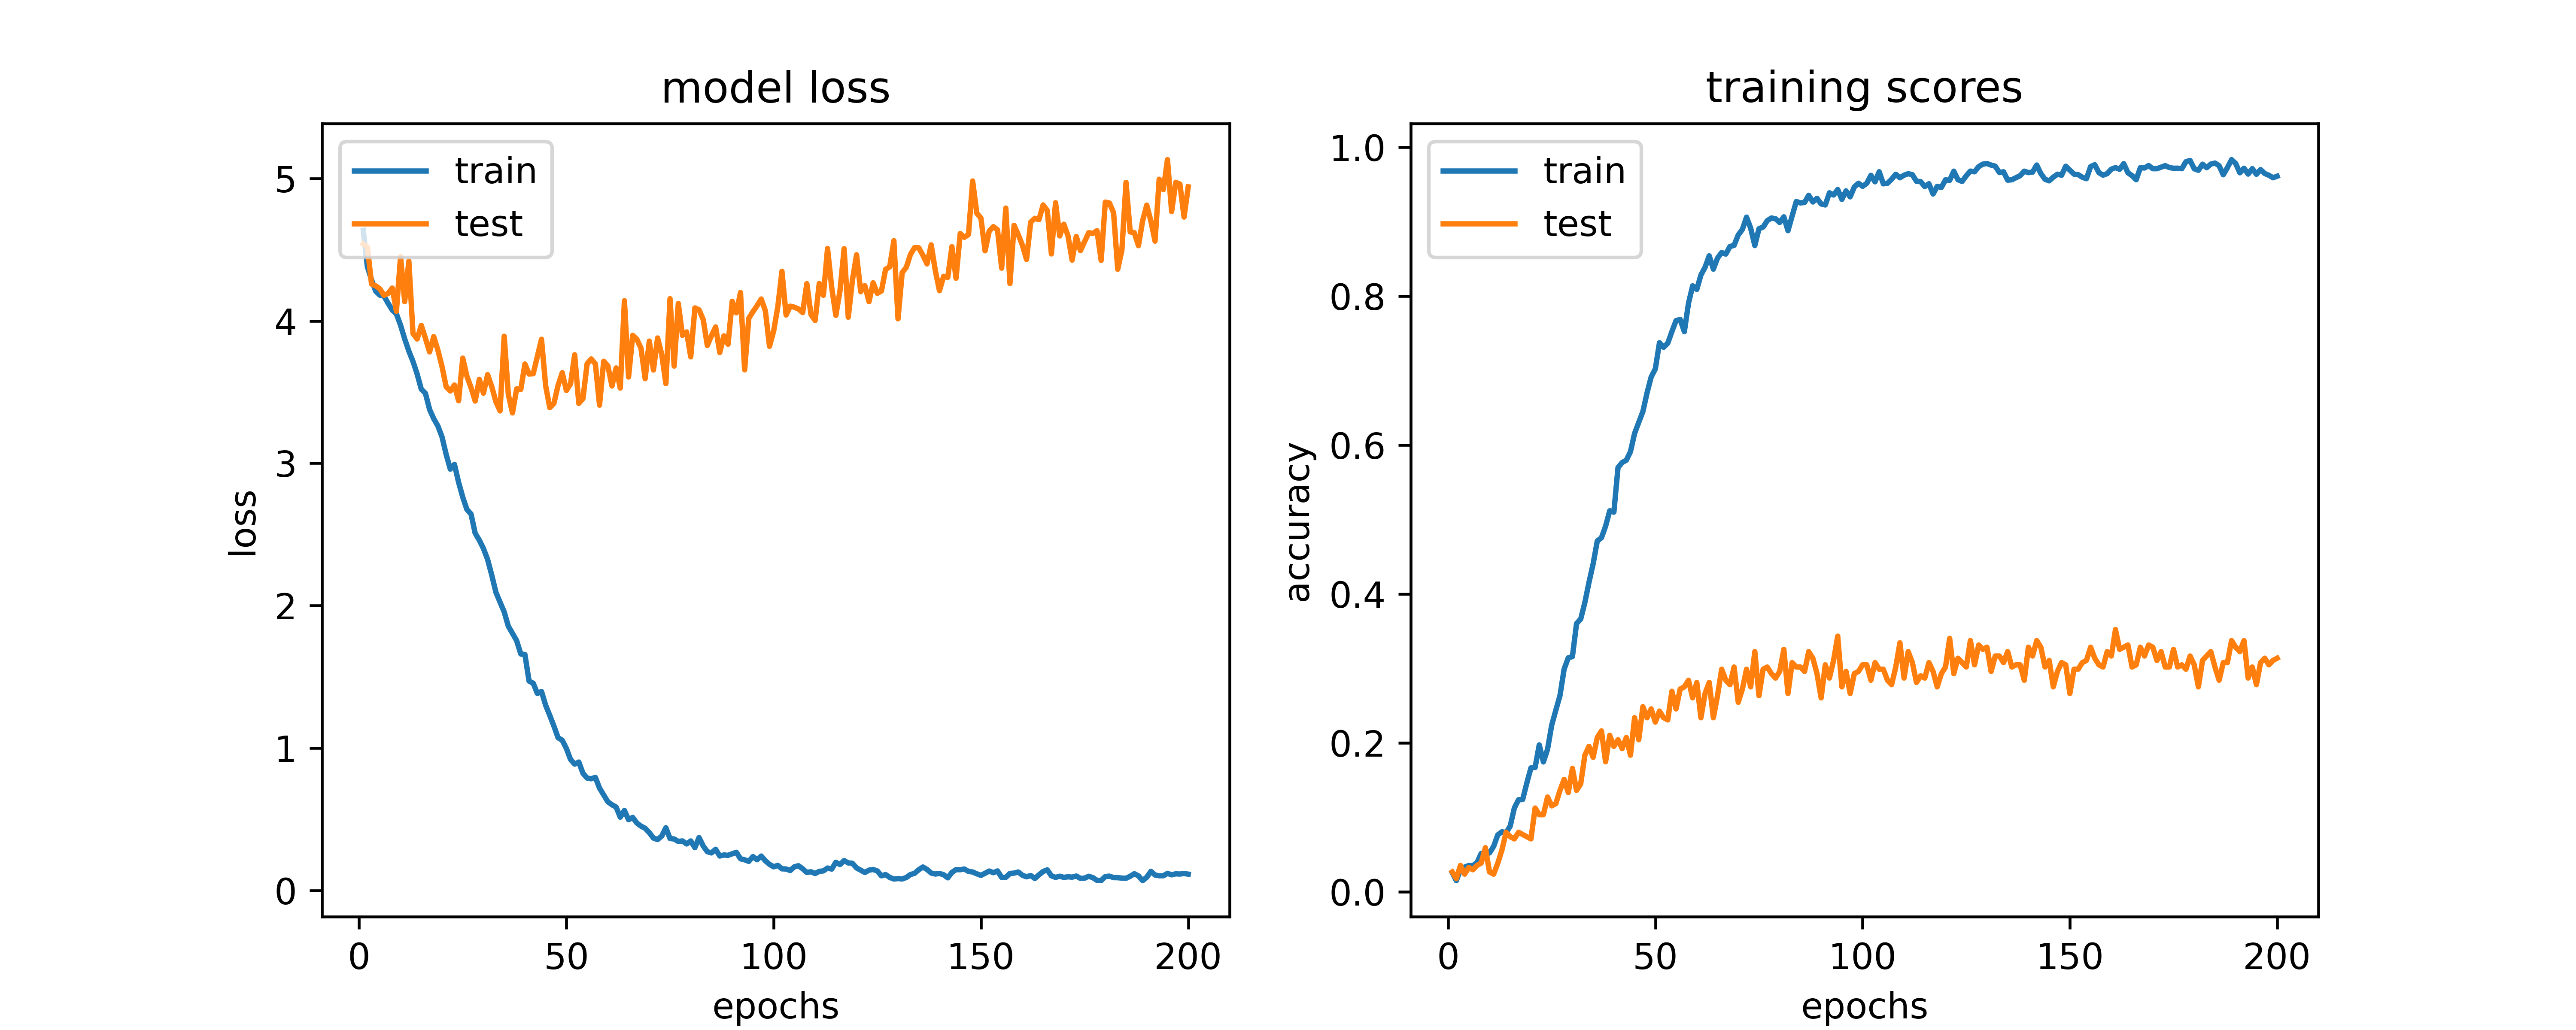 model loss
train
test
5
4
3
2
1
0
loss
0 50 100 150 200
epochs
training scores
train
test
1.0
0.8
0.6
0.4
0.2
0.0
accuracy
0 50 100 150 200
epochs